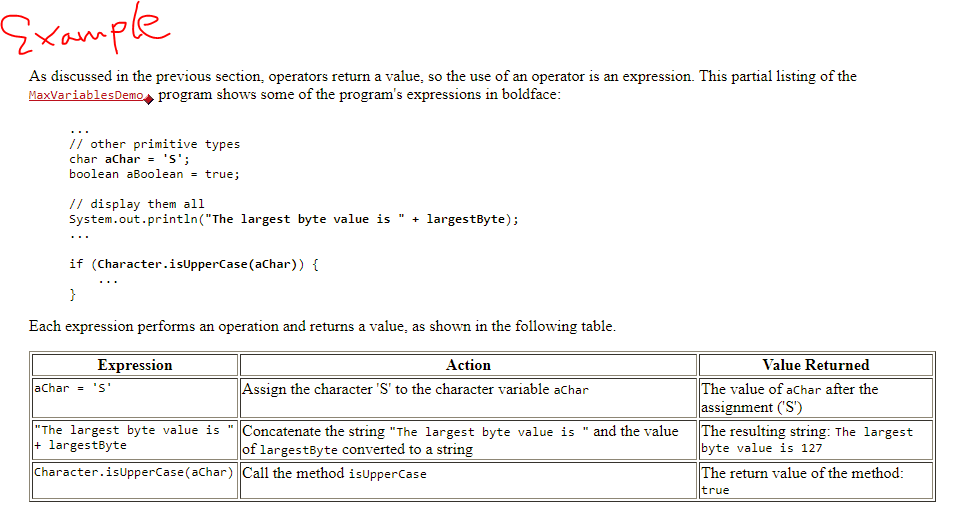 Example
As discussed in the previous section, operators return a value, so the use of an operator is an expression. This partial listing of the
MaxVariablesDemo program shows some of the program's expressions in boldface:
...
// other primitive types
char aChar = 'S';
boolean aBoolean = true;
// display them all
System.out.println("The largest byte value is " + largestByte);
...
if (Character.isUpperCase(aChar)) {
...
}
Each expression performs an operation and returns a value, as shown in the following table.
Expression Action Value Returned
aChar = 'S' Assign the character 'S' to the character variable aChar The value of aChar after the
assignment ('S')
"The largest byte value is " Concatenate the string "The largest byte value is " and the value The resulting string: The largest
+ largestByte of largestByte converted to a string byte value is 127
Character.isUpperCase(aChar) Call the method isUpperCase The return value of the method:
true